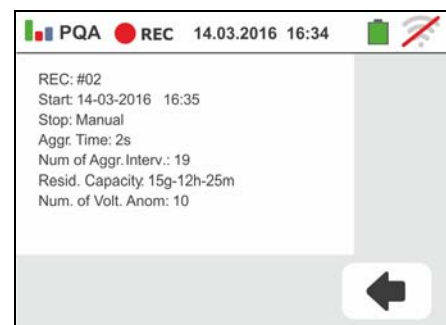 PQA REC 14.03.2016 16:34
REC: #02
Start: 14-03-2016 16:35
Stop: Manual
Aggr. Time: 2s
Num of Aggr. Interv.: 19
Resid. Capacity: 15g-12h-25m
Num. of Volt. Anom: 10